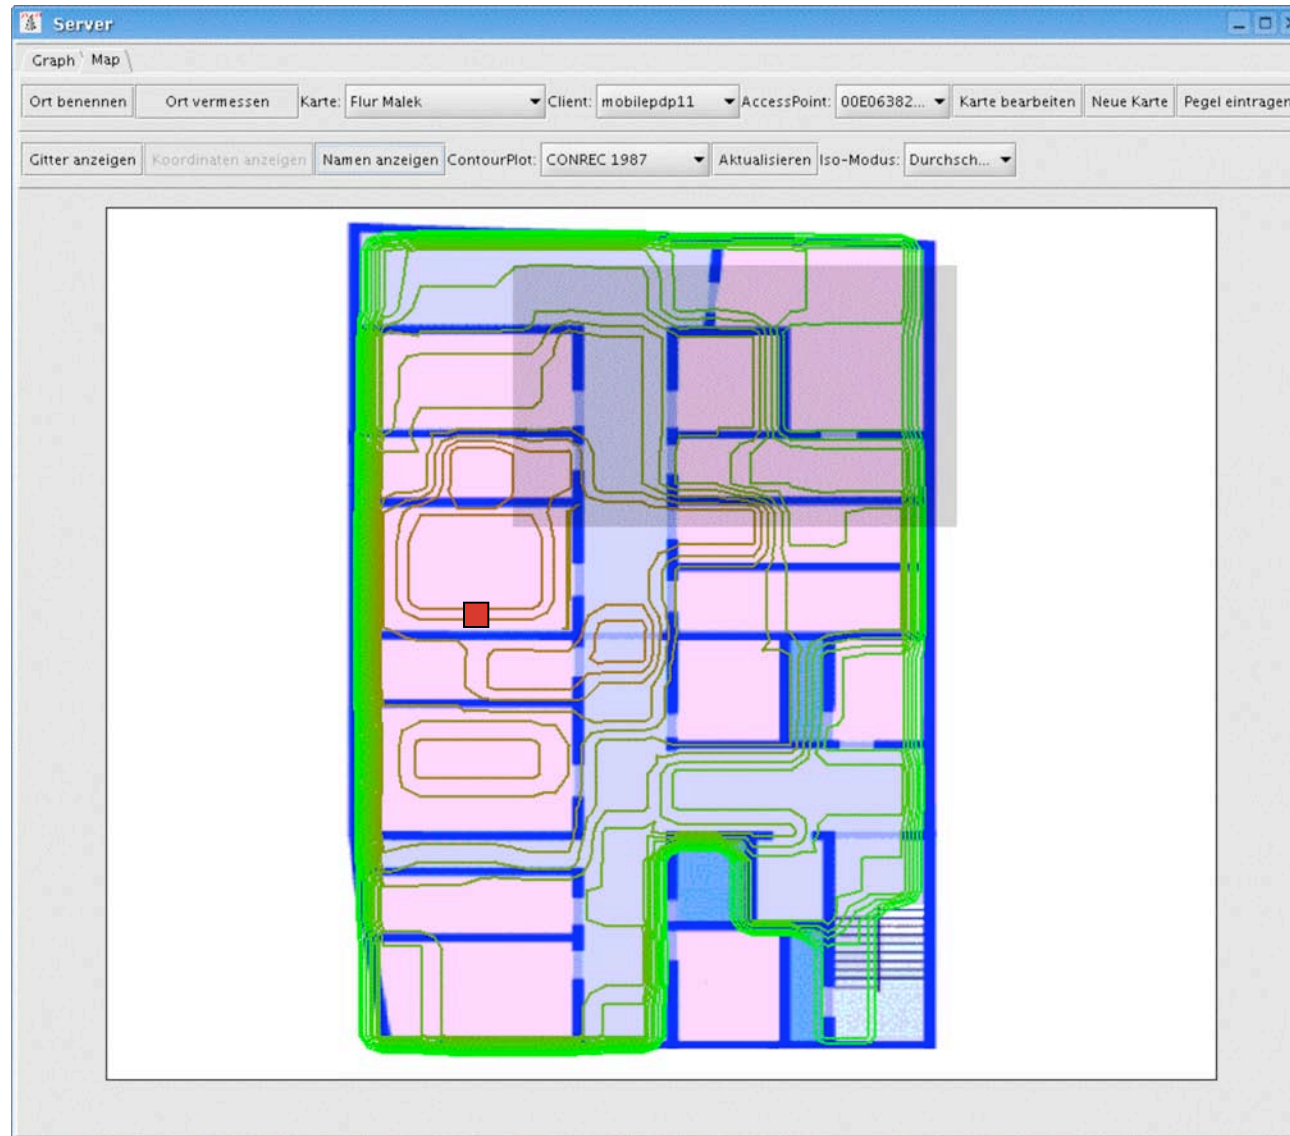 Server
Graph Map
Ort benennen Ort vermessen Karte: Flur Malek Client: mobilepdp11 AccessPoint: 00E06382... Karte bearbeiten Neue Karte Pegel eintragen
Gitter anzeigen Koordinaten anzeigen Namen anzeigen ContourPlot: CONREC 1987 Aktualisieren Iso-Modus: Durchsch...